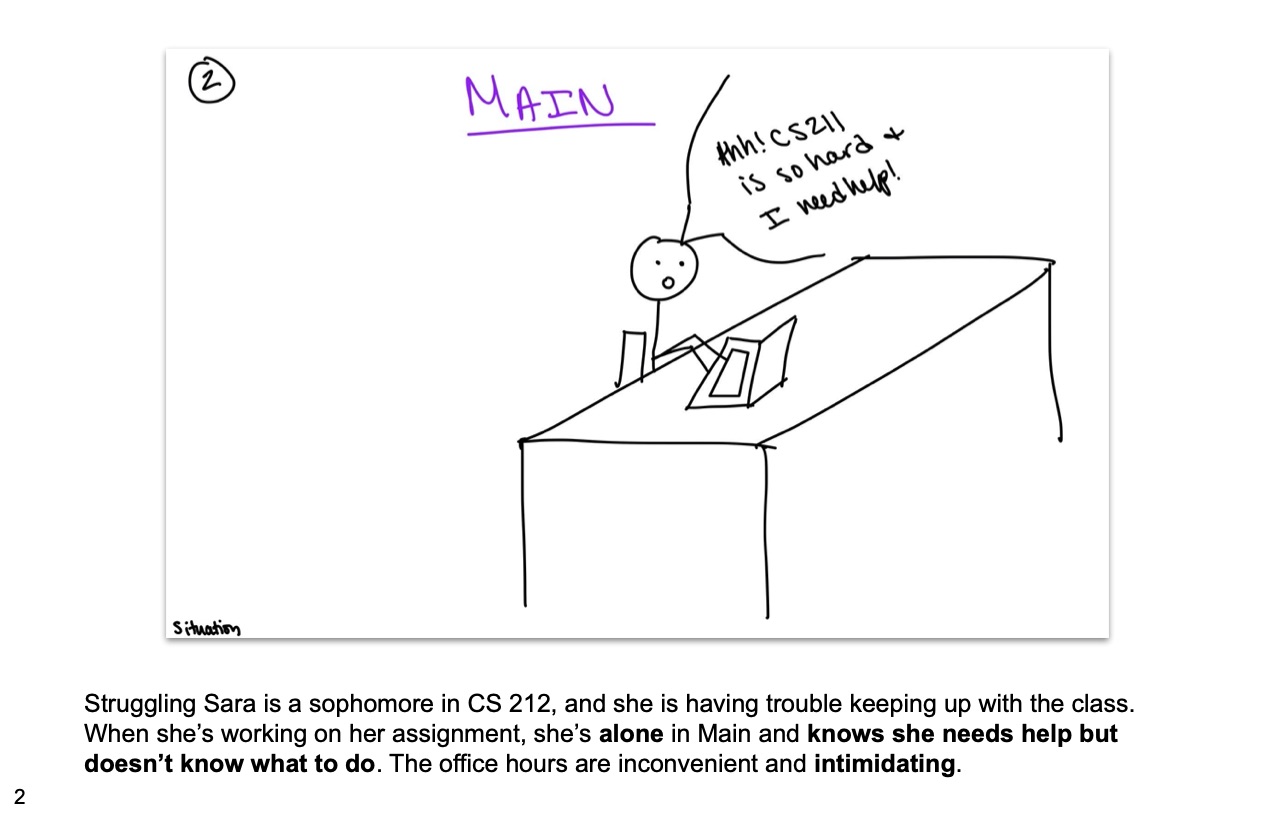 2
MAIN
Ahh! CS211
is so hard +
I need help!
Situation
Struggling Sara is a sophomore in CS 212, and she is having trouble keeping up with the class.
When she’s working on her assignment, she’s alone in Main and knows she needs help but
doesn’t know what to do. The office hours are inconvenient and intimidating.
2